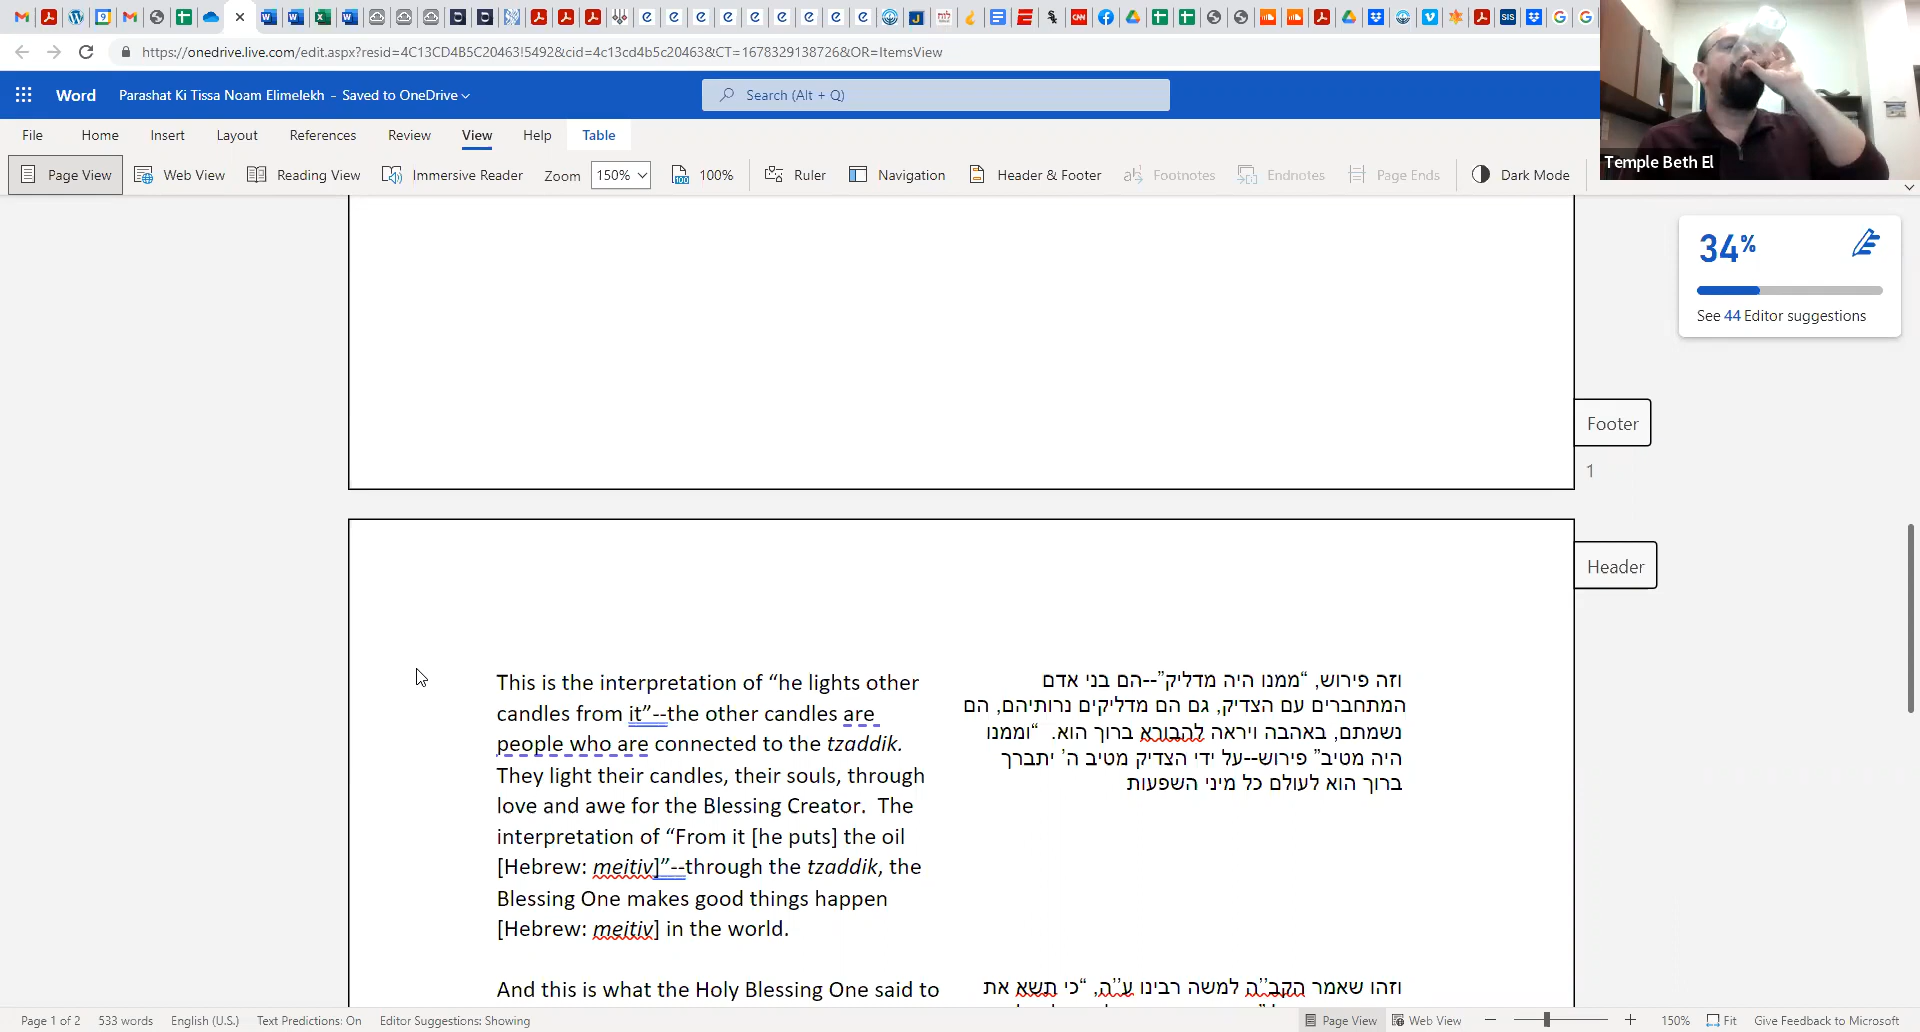 https://onedrive.live.com/edit.aspx?resid=4C13CD4B5C20463!5492&cid=4c13cd4b5c20463&CT=1678329138726&OR=ItemsView
Word Parashat Ki Tissa Noam Elimelekh - Saved to OneDrive Search (Alt + Q)
File Home Insert Layout References Review View Help Table
Temple Beth El
Page View Web View Reading View Immersive Reader Zoom 150% 100% Ruler Navigation Header & Footer Footnotes Endnotes Page Ends Dark Mode
34%
See 44 Editor suggestions
Footer
1
Header
This is the interpretation of “he lights other
candles from it”--the other candles are
people who are connected to the tzaddik.
They light their candles, their souls, through
love and awe for the Blessing Creator. The
interpretation of “From it [he puts] the oil
[Hebrew: meitiv]”--through the tzaddik, the
Blessing One makes good things happen
[Hebrew: meitiv] in the world.
And this is what the Holy Blessing One said to
וזה פירוש, “ממנו היה מדליק”--הם בני אדם
המתחברים עם הצדיק, גם הם מדליקים נרותיהם, הם
נשמתם, באהבה ויראה להבורא ברוך הוא. “וממנו
היה מטיב” פירוש--על ידי הצדיק מטיב ה’ יתברך
ברוך הוא לעולם כל מיני השפעות
וזהו שאמר הקב’’ה למשה רבינו ע’’ה, “כי תשא את
Page 1 of 2 533 words English (U.S.) Text Predictions: On Editor Suggestions: Showing Page View Web View 150% Fit Give Feedback to Microsoft